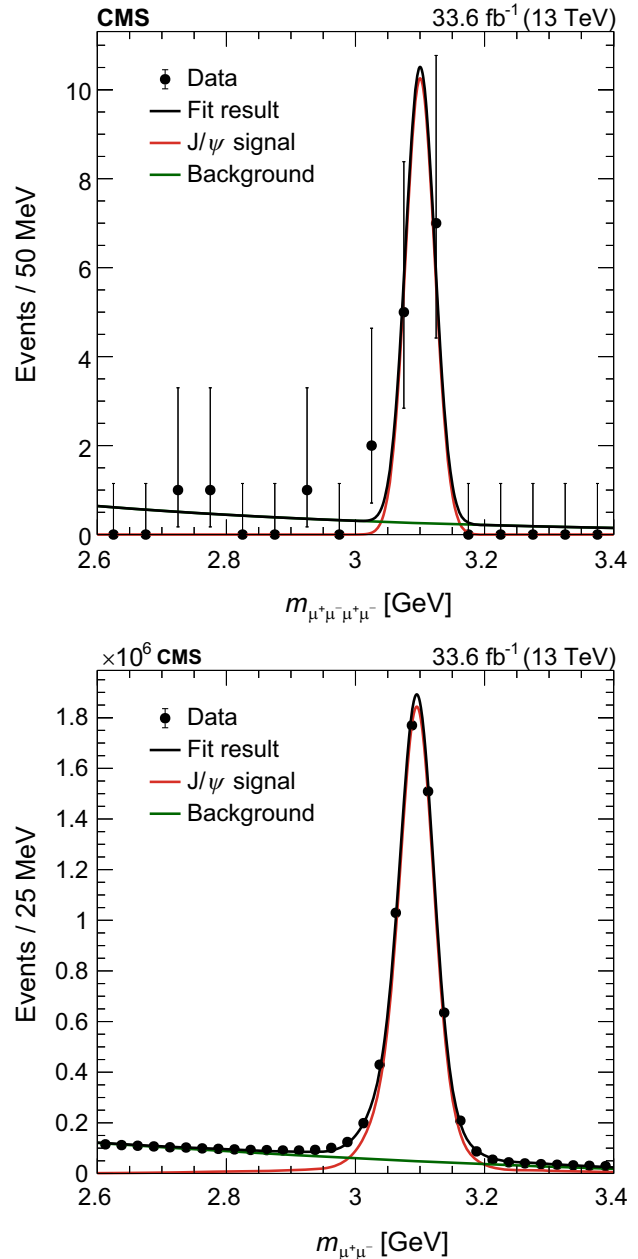 CMS 33.6 fb⁻¹ (13 TeV)
Data
Fit result
J/ψ signal
Background
Events / 50 MeV
10
8
6
4
2
0
2.6 2.8 3 3.2 3.4
m_μ⁺μ⁻μ⁺μ⁻ [GeV]
×10⁶ CMS 33.6 fb⁻¹ (13 TeV)
Data
Fit result
J/ψ signal
Background
Events / 25 MeV
1.8
1.6
1.4
1.2
1
0.8
0.6
0.4
0.2
0
2.6 2.8 3 3.2 3.4
m_μ⁺μ⁻ [GeV]